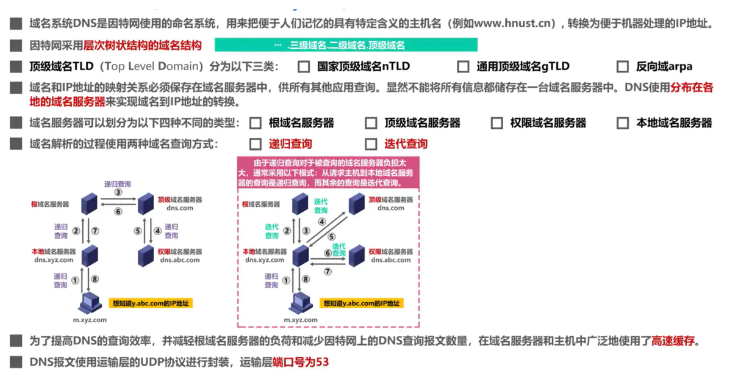 域名系统DNS是因特网使用的命名系统，用来把便于人们记忆的具有特定含义的主机名（例如www.hnust.cn）, 转换为便于机器处理的IP地址。
因特网采用层次树状结构的域名结构
… .三级域名.二级域名.顶级域名
顶级域名TLD（Top Level Domain）分为以下三类：
国家顶级域名nTLD
通用顶级域名gTLD
反向域arpa
域名和IP地址的映射关系必须保存在域名服务器中，供所有其他应用查询。显然不能将所有信息都储存在一台域名服务器中。DNS使用分布在各
地的域名服务器来实现域名到IP地址的转换。
域名服务器可以划分为以下四种不同的类型：
根域名服务器
顶级域名服务器
权限域名服务器
本地域名服务器
域名解析的过程使用两种域名查询方式：
递归查询
迭代查询
递归查询
③
⑥
根域名服务器
顶级域名服务器
dns.com
递归
查询
②
⑦
⑤
④
递归
查询
本地域名服务器
dns.xyz.com
权限域名服务器
dns.abc.com
递归
查询
①
⑧
想知道y.abc.com的IP地址
m.xyz.com
由于递归查询对于被查询的域名服务器负担太
大，通常采用以下模式：从请求主机到本地域名服务
器的查询是递归查询，而其余的查询是迭代查询。
根域名服务器
迭代
查询
④
⑤
顶级域名服务器
dns.com
迭代
查询
②
③
本地域名服务器
dns.xyz.com
迭代
查询
⑥
⑦
权限域名服务器
dns.abc.com
递归
查询
①
⑧
想知道y.abc.com的IP地址
m.xyz.com
为了提高DNS的查询效率，并减轻根域名服务器的负荷和减少因特网上的DNS查询报文数量，在域名服务器和主机中广泛地使用了高速缓存。
DNS报文使用运输层的UDP协议进行封装，运输层端口号为53